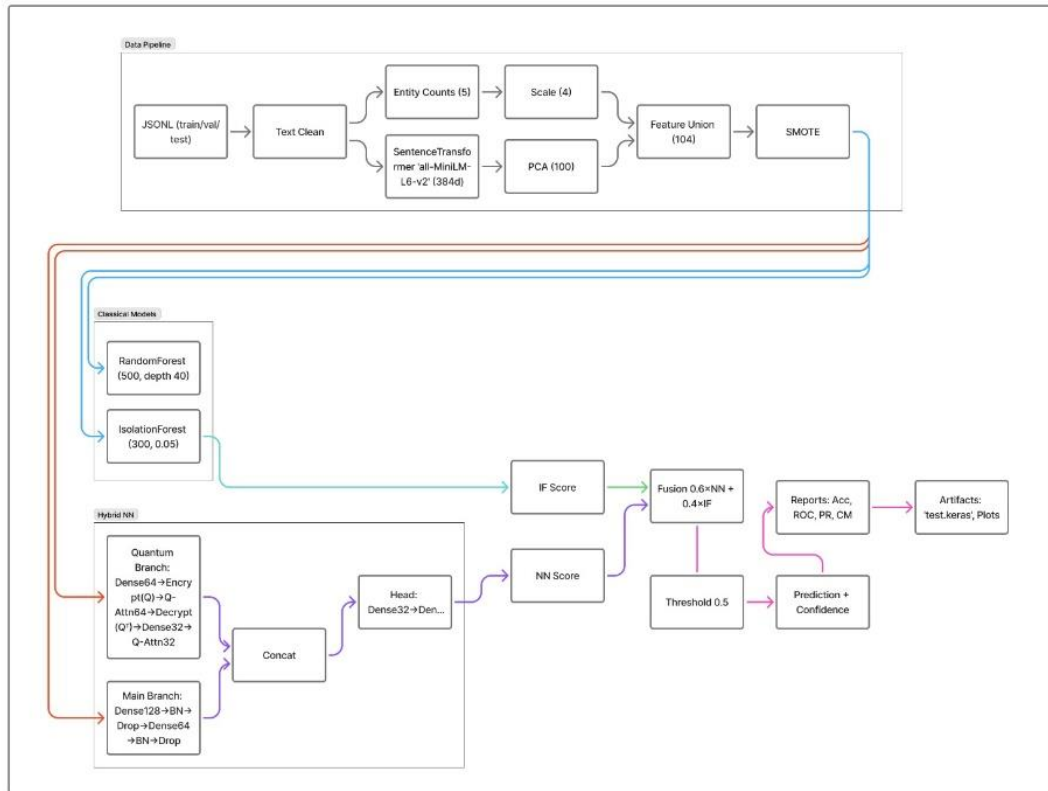 Data Pipeline
JSONL (train/val/
test)
Text Clean
Entity Counts (5)
Scale (4)
SentenceTransfo
rmer 'all-MiniLM-
L6-v2' (384d)
PCA (100)
Feature Union
(104)
SMOTE
Classical Models
RandomForest
(500, depth 40)
IsolationForest
(300, 0.05)
IF Score
Fusion 0.6×NN +
0.4×IF
Reports: Acc,
ROC, PR, CM
Artifacts:
'test.keras', Plots
Hybrid NN
Quantum
Branch:
Dense64→Encry
pt(Q)→Q-
Attn64→Decrypt
(Qᵀ)→Dense32→
Q-Attn32
Concat
Head:
Dense32→Den...
NN Score
Threshold 0.5
Prediction +
Confidence
Main Branch:
Dense128→BN→
Drop→Dense64
→BN→Drop